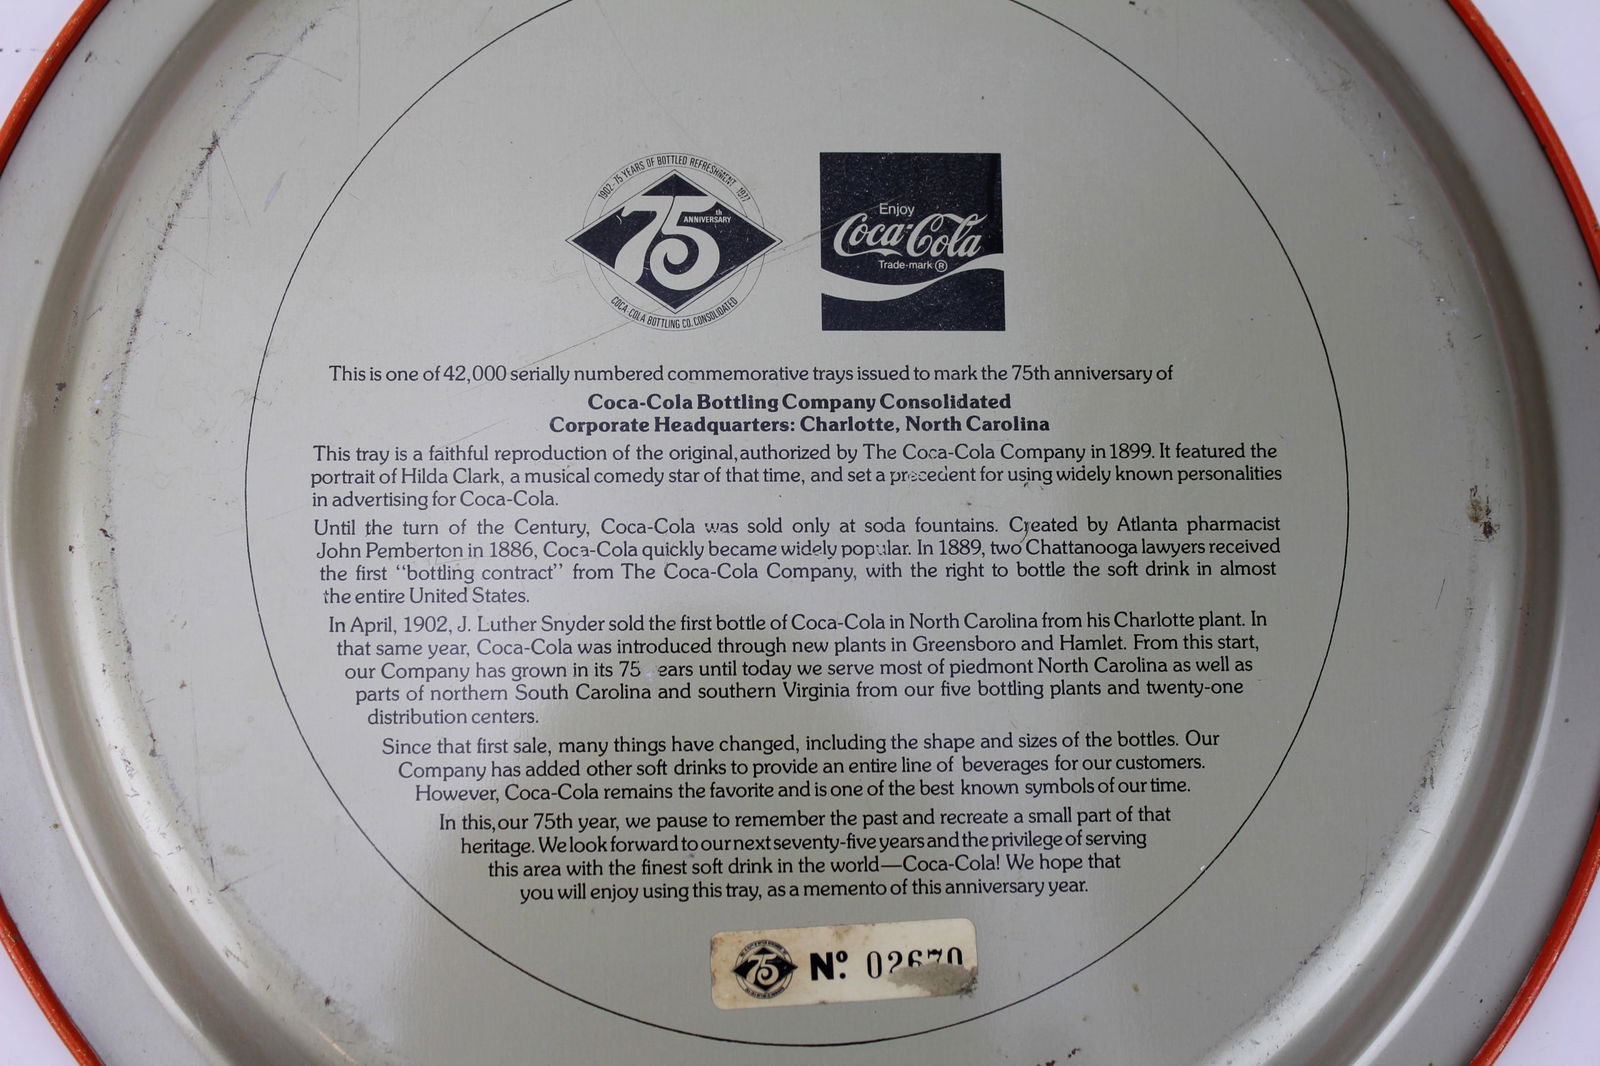 1902-75 YEARS OF BOTTLED REFRESHMENT-1977
75
th
ANNIVERSARY
COCA-COLA BOTTLING CO. CONSOLIDATED
Enjoy
Coca-Cola
Trade-mark ®
This is one of 42,000 serially numbered commemorative trays issued to mark the 75th anniversary of
Coca-Cola Bottling Company Consolidated
Corporate Headquarters: Charlotte, North Carolina
This tray is a faithful reproduction of the original, authorized by The Coca-Cola Company in 1899. It featured the
portrait of Hilda Clark, a musical comedy star of that time, and set a precedent for using widely known personalities
in advertising for Coca-Cola.
Until the turn of the Century, Coca-Cola was sold only at soda fountains. Created by Atlanta pharmacist
John Pemberton in 1886, Coca-Cola quickly became widely popular. In 1889, two Chattanooga lawyers received
the first “bottling contract” from The Coca-Cola Company, with the right to bottle the soft drink in almost
the entire United States.
In April, 1902, J. Luther Snyder sold the first bottle of Coca-Cola in North Carolina from his Charlotte plant. In
that same year, Coca-Cola was introduced through new plants in Greensboro and Hamlet. From this start,
our Company has grown in its 75 ears until today we serve most of piedmont North Carolina as well as
parts of northern South Carolina and southern Virginia from our five bottling plants and twenty-one
distribution centers.
Since that first sale, many things have changed, including the shape and sizes of the bottles. Our
Company has added other soft drinks to provide an entire line of beverages for our customers.
However, Coca-Cola remains the favorite and is one of the best known symbols of our time.
In this, our 75th year, we pause to remember the past and recreate a small part of that
heritage. We look forward to our next seventy-five years and the privilege of serving
this area with the finest soft drink in the world—Coca-Cola! We hope that
you will enjoy using this tray, as a memento of this anniversary year.
75 Nº 02670